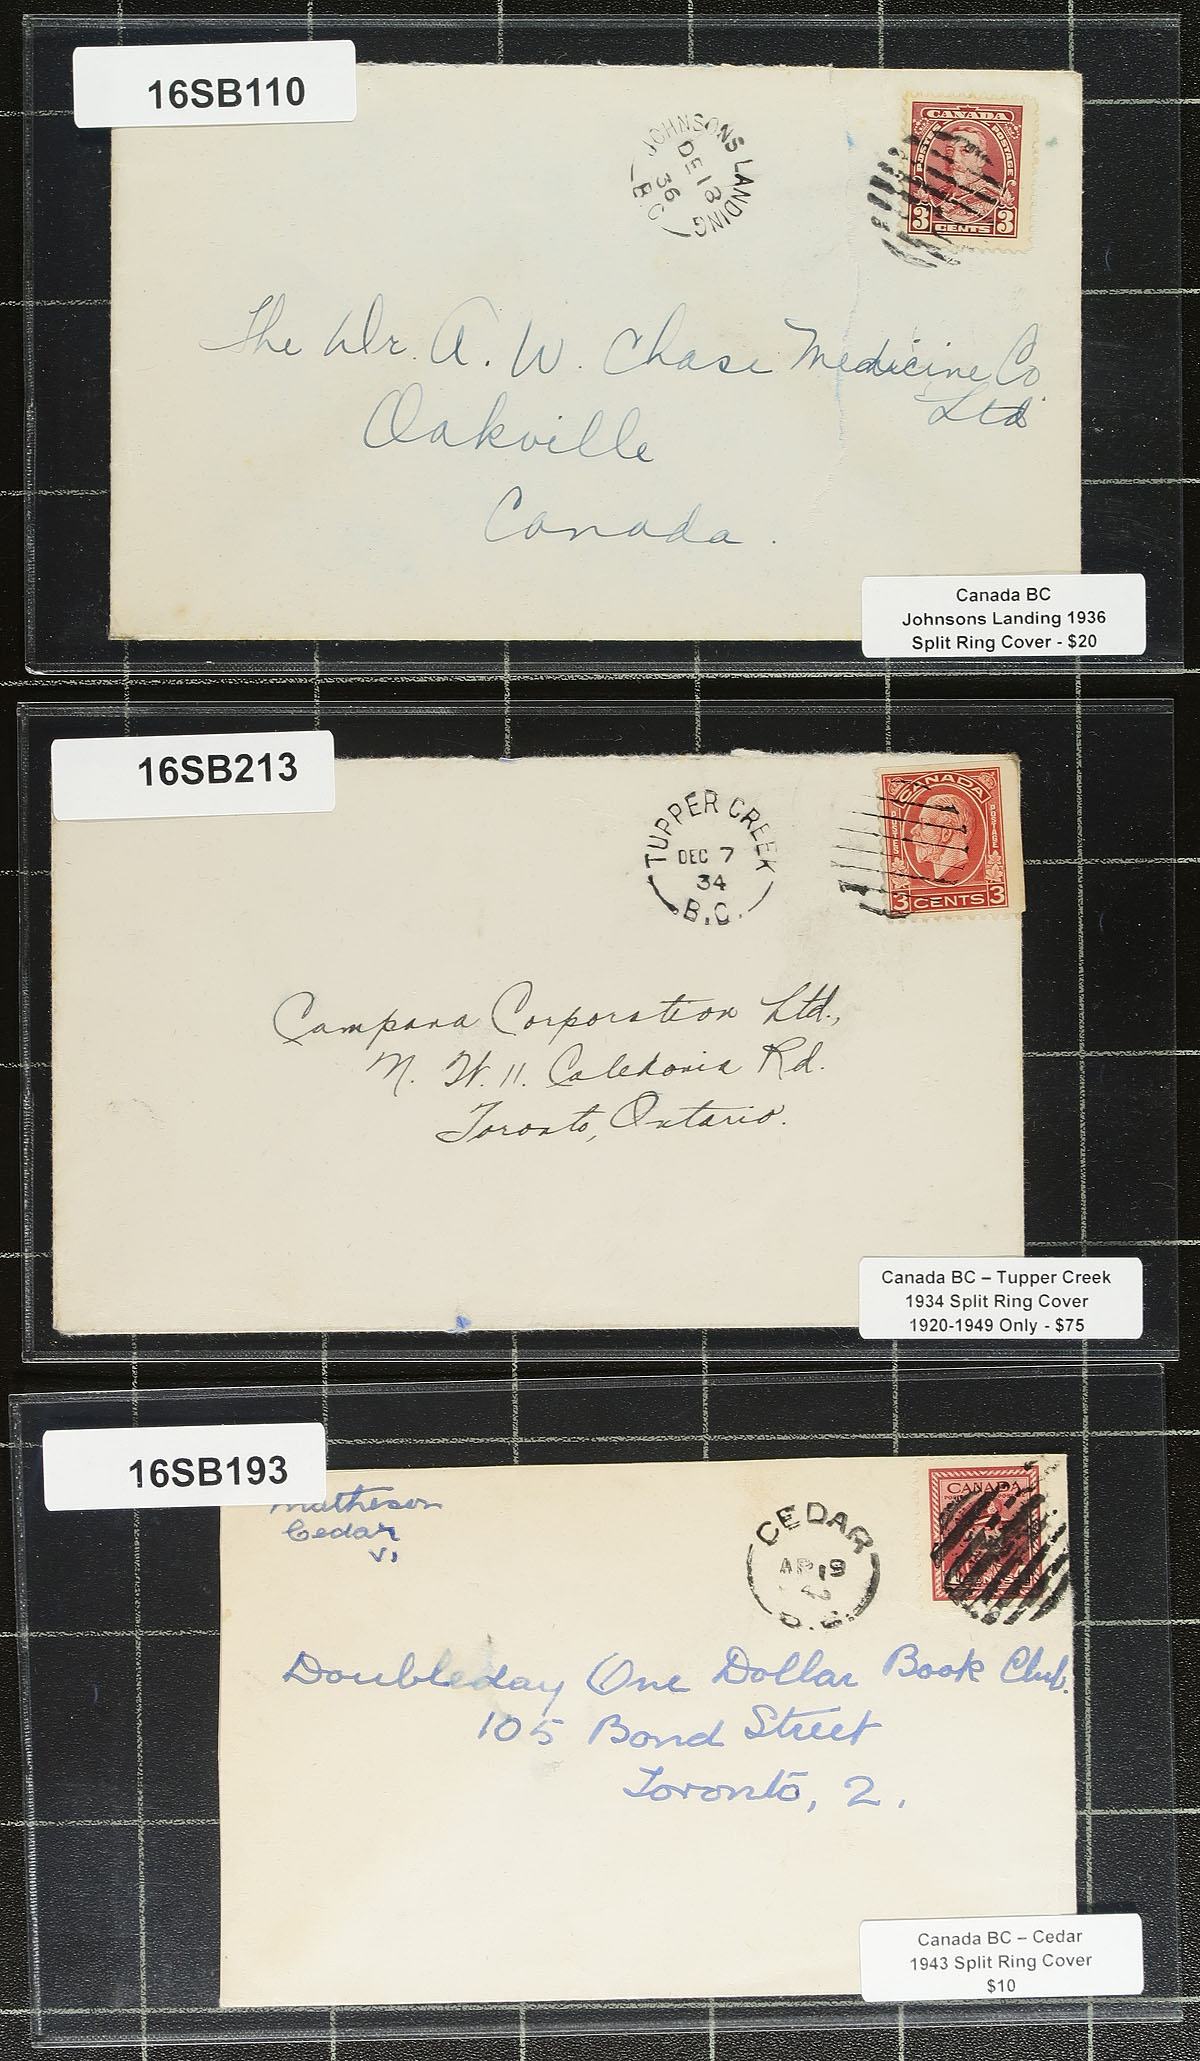 16SB110
JOHNSONS LANDING
DE 18
36
B.C
CANADA
POSTES POSTAGE
3 CENTS 3
The Dr. A. W. Chase Medicine Co
Ltd
Oakville
Canada.
Canada BC
Johnsons Landing 1936
Split Ring Cover - $20
16SB213
TUPPER CREEK
DEC 7
34
B.C.
CANADA
POSTAGE
3 CENTS 3
Campana Corporation Ltd.,
Caledonia Rd.
Toronto, Ontario.
Canada BC – Tupper Creek
1934 Split Ring Cover
1920-1949 Only - $75
16SB193
Matheson
Cedar
V.I
CEDAR
AP 19
CANADA
Doubleday One Dollar Book Club.
105 Bond Street
Toronto, 2.
Canada BC – Cedar
1943 Split Ring Cover
$10